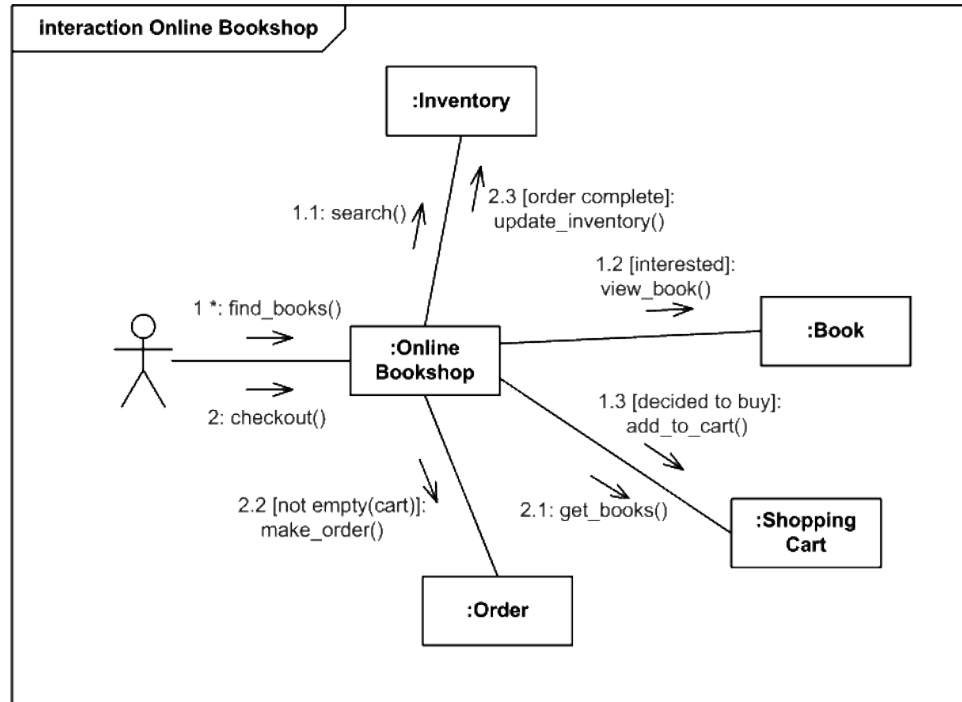 interaction Online Bookshop
:Inventory
1.1: search()
2.3 [order complete]:
update_inventory()
1.2 [interested]:
view_book()
1 *: find_books()
:Online
Bookshop
:Book
2: checkout()
1.3 [decided to buy]:
add_to_cart()
2.2 [not empty(cart)]:
make_order()
2.1: get_books()
:Shopping
Cart
:Order